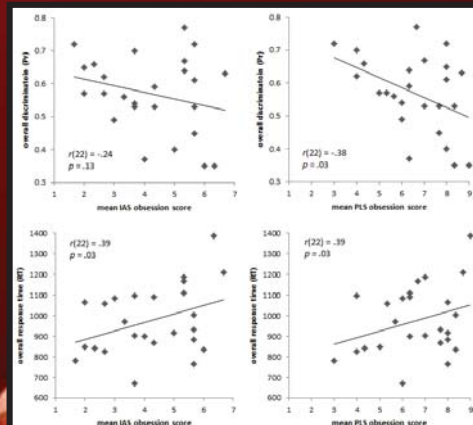 overall discriminatoin (Pr)
0.8
0.7
0.6
0.5
0.4
0.3
r(22) = -.24
p = .13
1 2 3 4 5 6 7
mean IAS obsession score
overall discrimination (Pr)
0.8
0.7
0.6
0.5
0.4
0.3
r(22) = -.38
p = .03
1 2 3 4 5 6 7 8 9
mean PLS obsession score
overall response time (RT)
1400
1300
1200
1100
1000
900
800
700
600
r(22) = .39
p = .03
1 2 3 4 5 6 7
mean IAS obsession score
overall response time (RT)
1400
1300
1200
1100
1000
900
800
700
600
r(22) = .39
p = .03
1 2 3 4 5 6 7 8 9
mean PLS obsession score